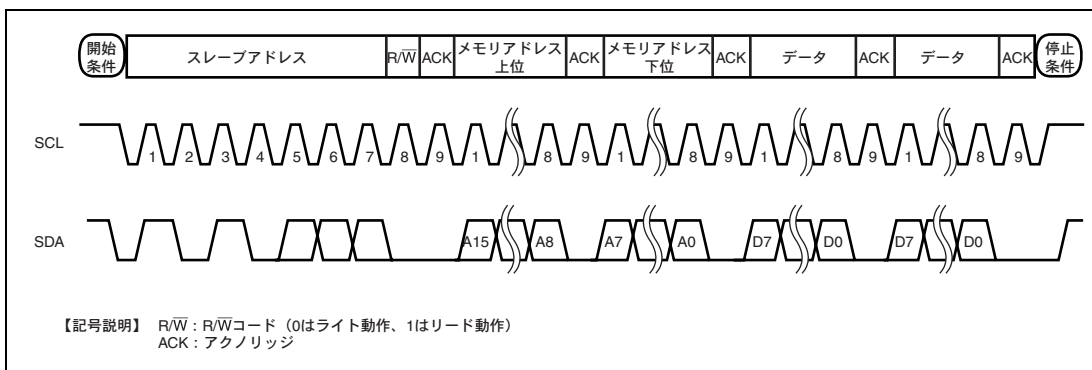 開始条件 スレーブアドレス R/W̅ ACK メモリアドレス上位 ACK メモリアドレス下位 ACK データ ACK データ ACK 停止条件
SCL 1 2 3 4 5 6 7 8 9 1 8 9 1 8 9 1 8 9 1 8 9
SDA A15 A8 A7 A0 D7 D0 D7 D0
【記号説明】 R/W̅：R/W̅コード（0はライト動作、1はリード動作）
ACK：アクノリッジ